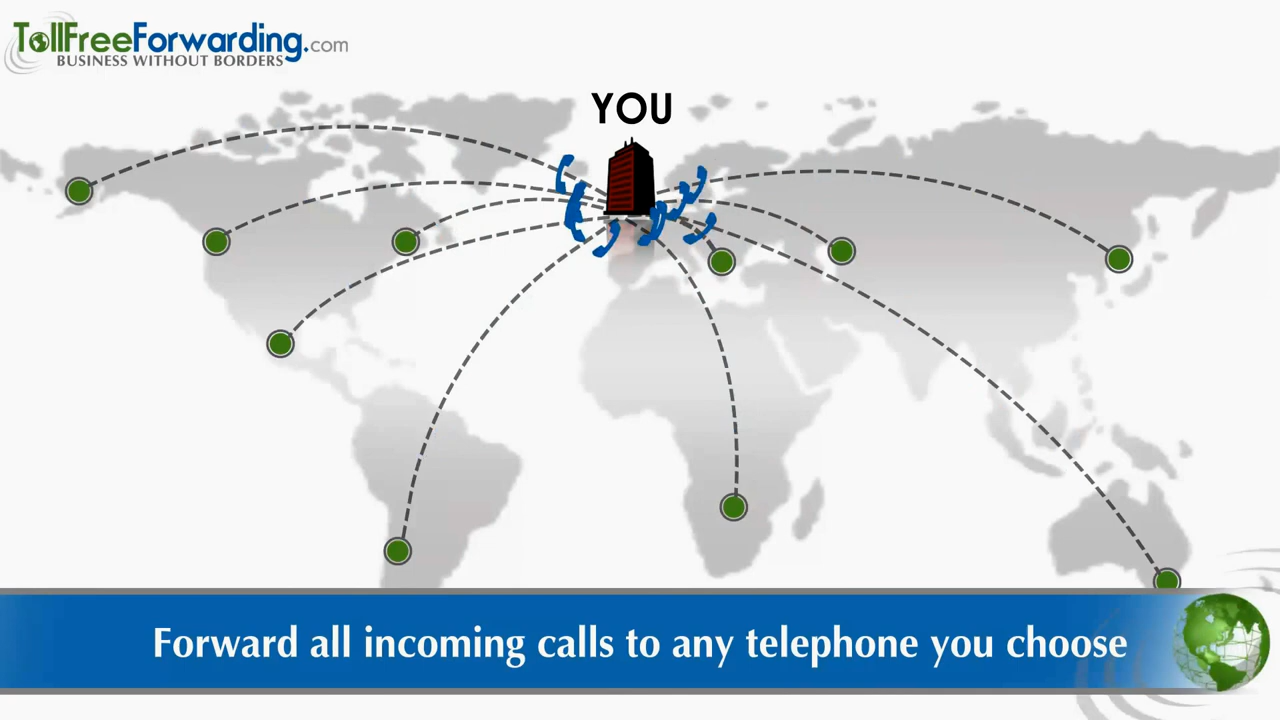 TollFreeForwarding.com
BUSINESS WITHOUT BORDERS
YOU
Forward all incoming calls to any telephone you choose